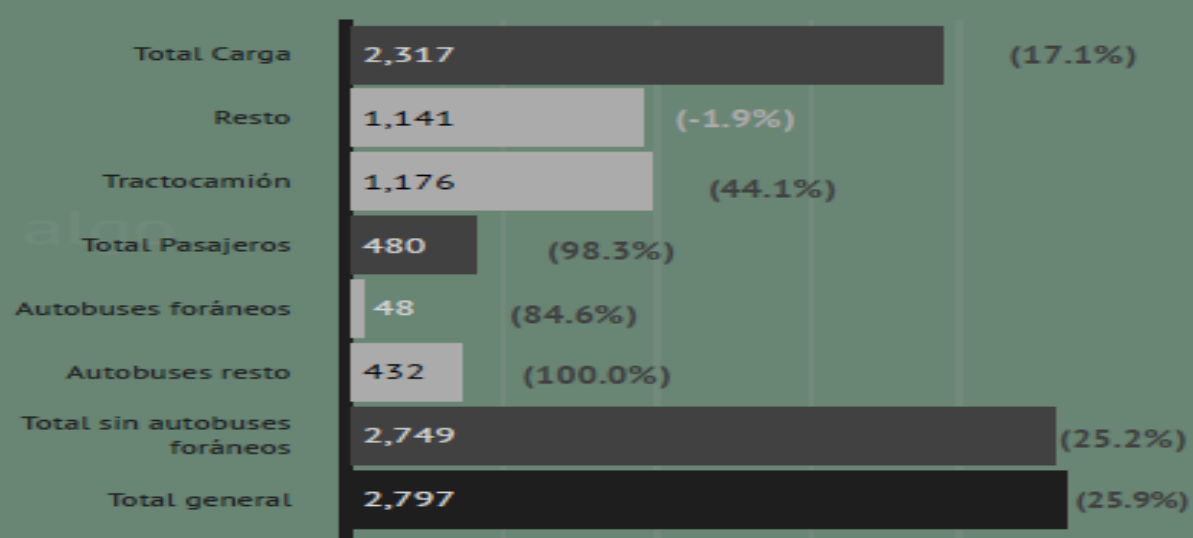 Total Carga 2,317 (17.1%)
Resto 1,141 (-1.9%)
Tractocamión 1,176 (44.1%)
algo
Total Pasajeros 480 (98.3%)
Autobuses foráneos 48 (84.6%)
Autobuses resto 432 (100.0%)
Total sin autobuses
foráneos 2,749 (25.2%)
Total general 2,797 (25.9%)